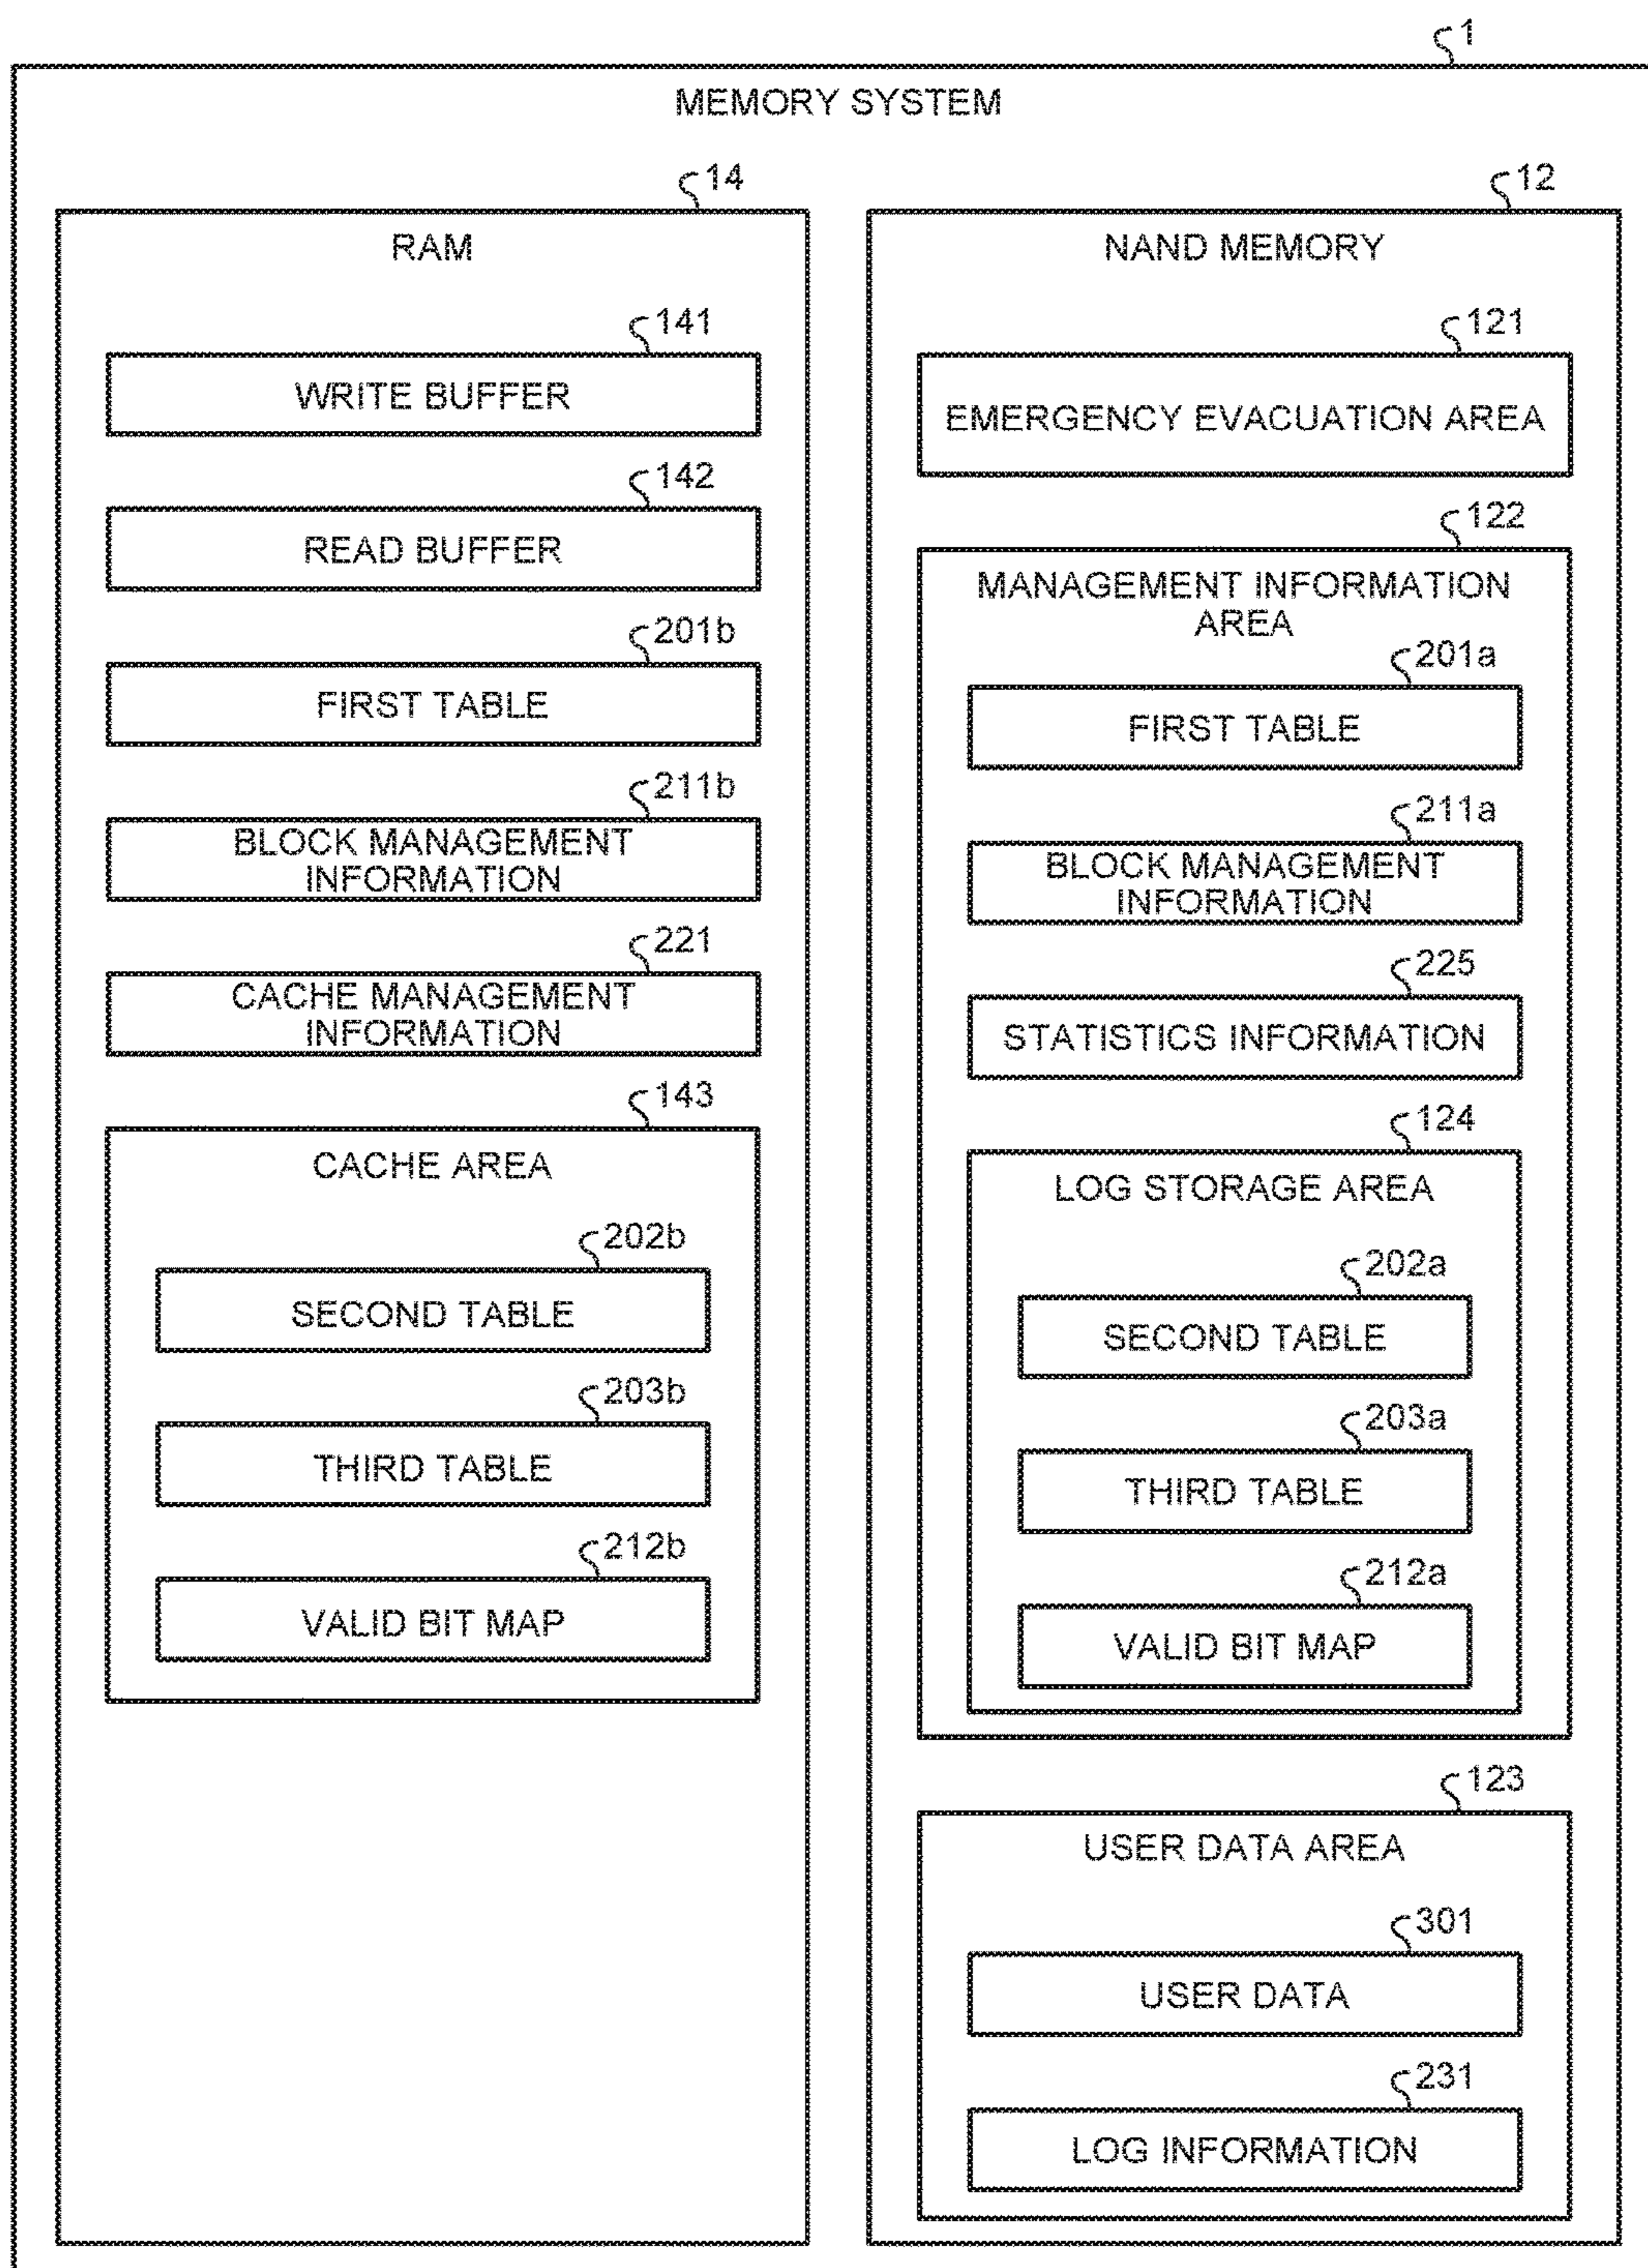 1
MEMORY SYSTEM
14
RAM
141
WRITE BUFFER
142
READ BUFFER
201b
FIRST TABLE
211b
BLOCK MANAGEMENT
INFORMATION
221
CACHE MANAGEMENT
INFORMATION
143
CACHE AREA
202b
SECOND TABLE
203b
THIRD TABLE
212b
VALID BIT MAP
12
NAND MEMORY
121
EMERGENCY EVACUATION AREA
122
MANAGEMENT INFORMATION
AREA
201a
FIRST TABLE
211a
BLOCK MANAGEMENT
INFORMATION
225
STATISTICS INFORMATION
124
LOG STORAGE AREA
202a
SECOND TABLE
203a
THIRD TABLE
212a
VALID BIT MAP
123
USER DATA AREA
301
USER DATA
231
LOG INFORMATION